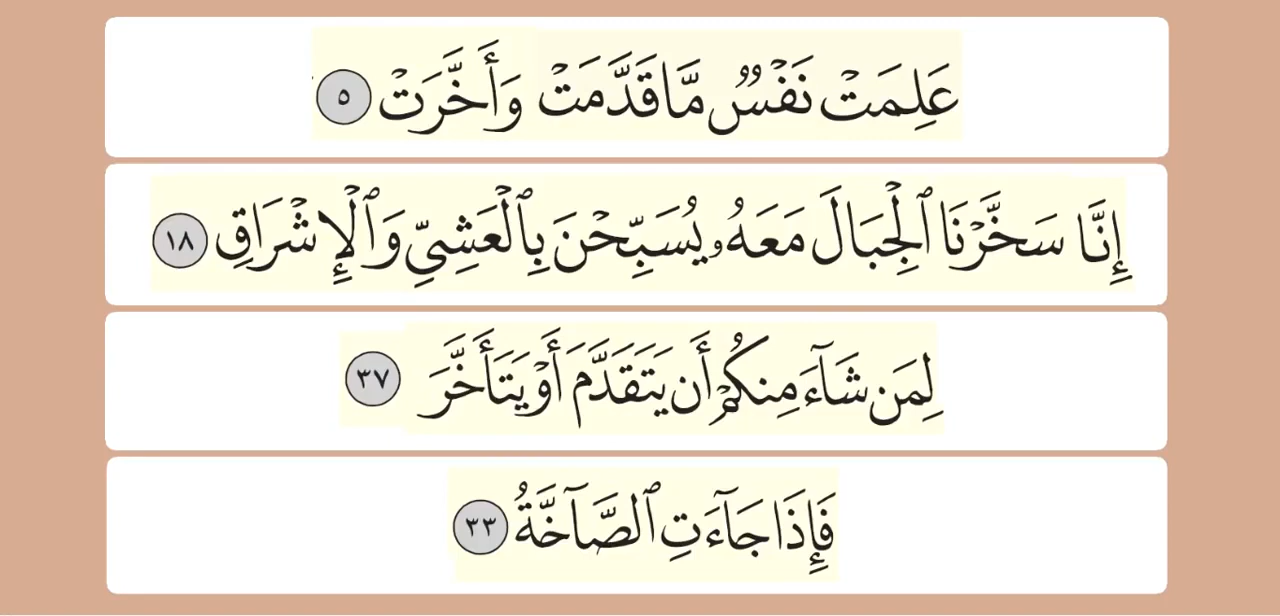 عَلِمَتۡ نَفۡسٞ مَّا قَدَّمَتۡ وَأَخَّرَتۡ ٥
إِنَّا سَخَّرۡنَا ٱلۡجِبَالَ مَعَهُۥ يُسَبِّحۡنَ بِٱلۡعَشِيِّ وَٱلۡإِشۡرَاقِ ١٨
لِمَن شَآءَ مِنكُمۡ أَن يَتَقَدَّمَ أَوۡ يَتَأَخَّرَ ٣٧
فَإِذَا جَآءَتِ ٱلصَّآخَّةُ ٣٣